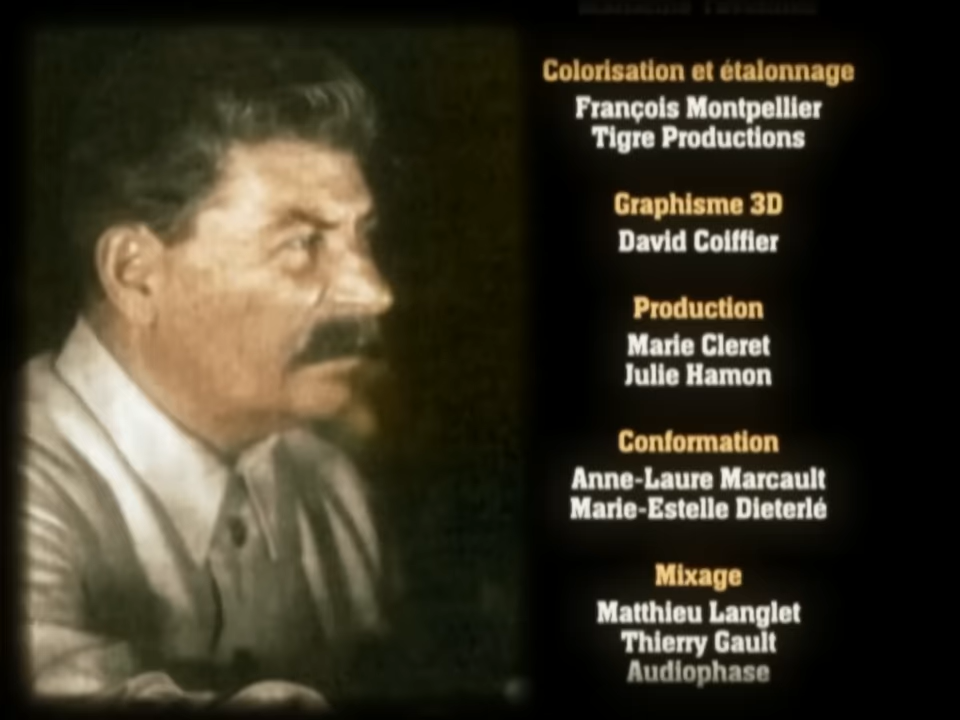 Colorisation et étalonnage
François Montpellier
Tigre Productions
Graphisme 3D
David Coiffier
Production
Marie Cleret
Julie Hamon
Conformation
Anne-Laure Marcault
Marie-Estelle Dieterlé
Mixage
Matthieu Langlet
Thierry Gault
Audiophase